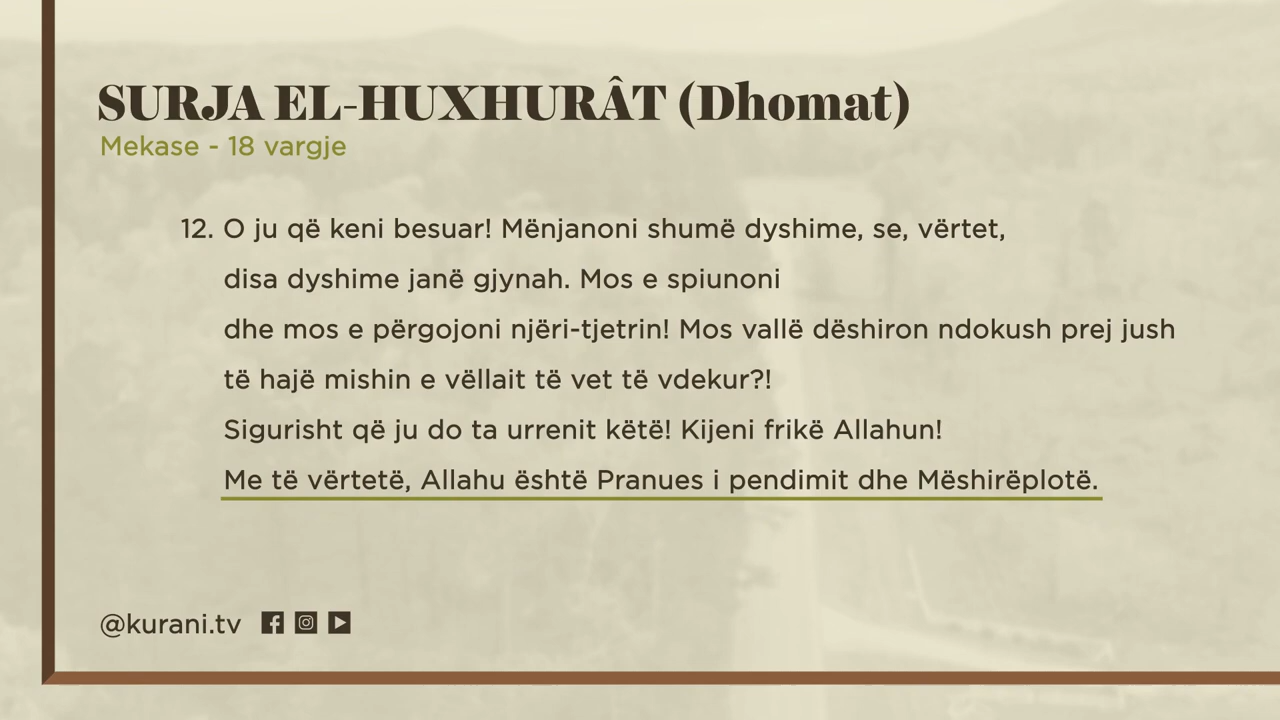 SURJA EL-HUXHURÂT (Dhomat)
Mekase - 18 vargje
12. O ju që keni besuar! Mënjanoni shumë dyshime, se, vërtet,
disa dyshime janë gjynah. Mos e spiunoni
dhe mos e përgojoni njëri-tjetrin! Mos vallë dëshiron ndokush prej jush
të hajë mishin e vëllait të vet të vdekur?!
Sigurisht që ju do ta urrenit këtë! Kijeni frikë Allahun!
Me të vërtetë, Allahu është Pranues i pendimit dhe Mëshirëplotë.
@kurani.tv